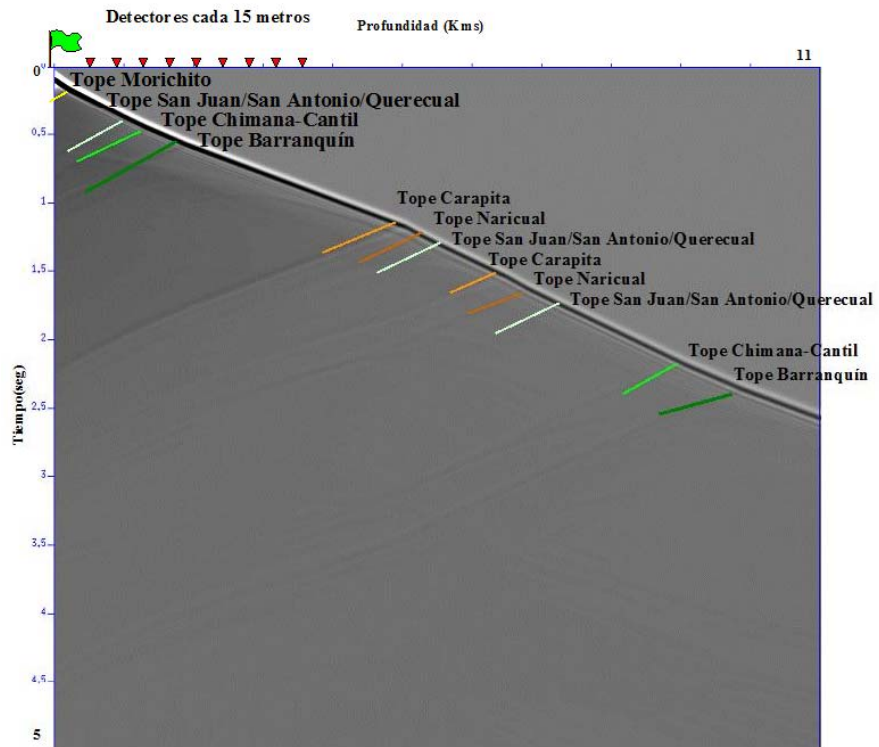 Detectores cada 15 metros
Profundidad (Kms)
11
0
Tope Morichito
Tope San Juan/San Antonio/Querecual
Tope Chimana-Cantil
0,5
Tope Barranquín
1
Tope Carapita
Tope Naricual
Tope San Juan/San Antonio/Querecual
1,5
Tope Carapita
Tope Naricual
Tope San Juan/San Antonio/Querecual
2
Tope Chimana-Cantil
Tope Barranquín
2,5
Tiempo(seg)
3
3,5
4
4,5
5